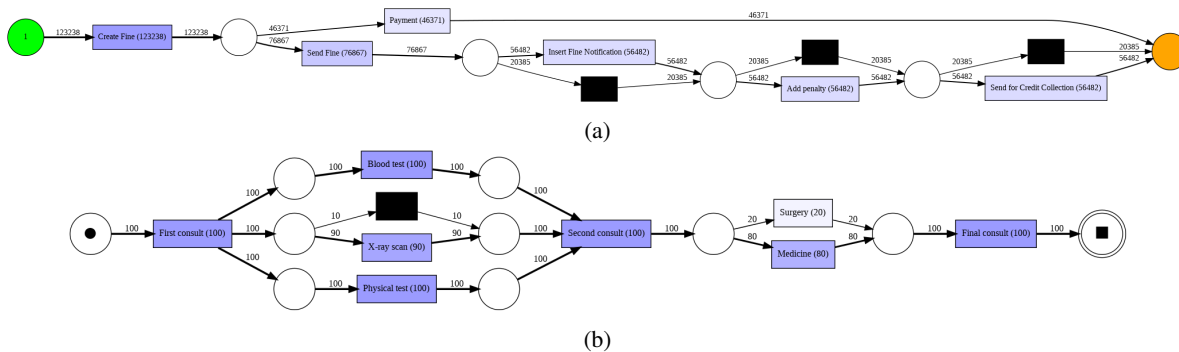 1
123238
Create Fine (123238)
123238
46371
Payment (46371)
46371
76867
Send Fine (76867)
76867
56482
Insert Fine Notification (56482)
56482
20385
20385
20385
20385
56482
Add penalty (56482)
56482
20385
20385
56482
Send for Credit Collection (56482)
56482
(a)
100
First consult (100)
100
100
Blood test (100)
100
100
100
10
10
90
X-ray scan (90)
90
100
100
100
Physical test (100)
100
100
Second consult (100)
100
20
Surgery (20)
20
80
Medicine (80)
80
100
Final consult (100)
100
(b)